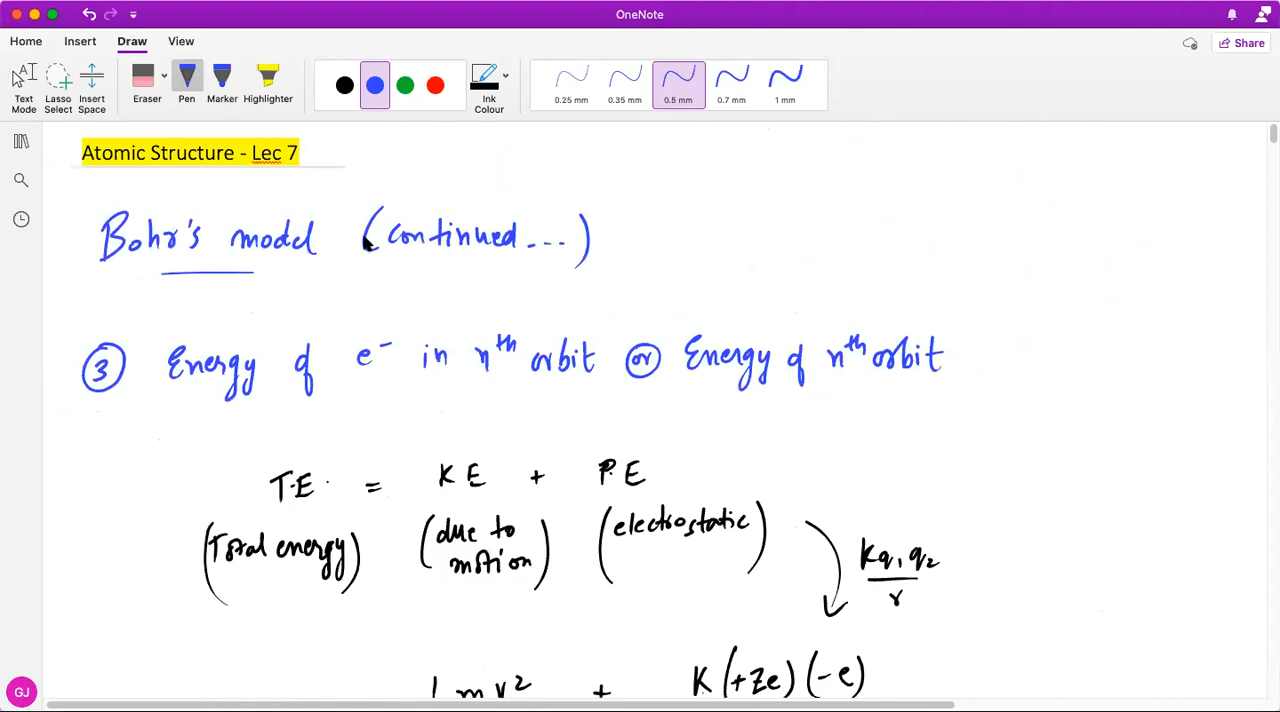 OneNote
Home Insert Draw View
Share
Text Mode
Lasso Select
Insert Space
Eraser
Pen
Marker
Highlighter
Ink Colour
0.25 mm
0.35 mm
0.5 mm
0.7 mm
1 mm
Atomic Structure - Lec 7
Bohr's model (continued ---)
③ Energy of e⁻ in nᵗʰ orbit or Energy of nᵗʰ orbit
T.E. = KE + P.E
(Total energy) (due to motion) (electrostatic)
Kq₁q₂
r
1 mv² + K(+Ze)(-e)
GJ